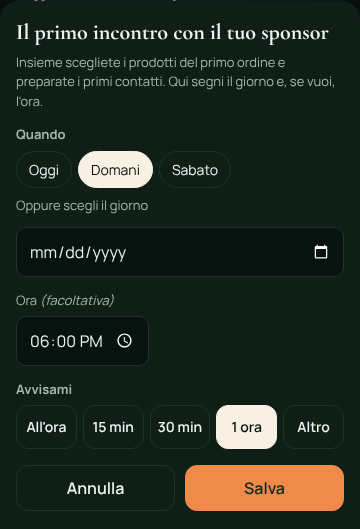 Il primo incontro con il tuo sponsor
Insieme scegliete i prodotti del primo ordine e
preparate i primi contatti. Qui segni il giorno e, se vuoi,
l'ora.
Quando
Oggi Domani Sabato
Oppure scegli il giorno
mm/dd/yyyy
Ora (facoltativa)
06:00 PM
Avvisami
All'ora 15 min 30 min 1 ora Altro
Annulla Salva